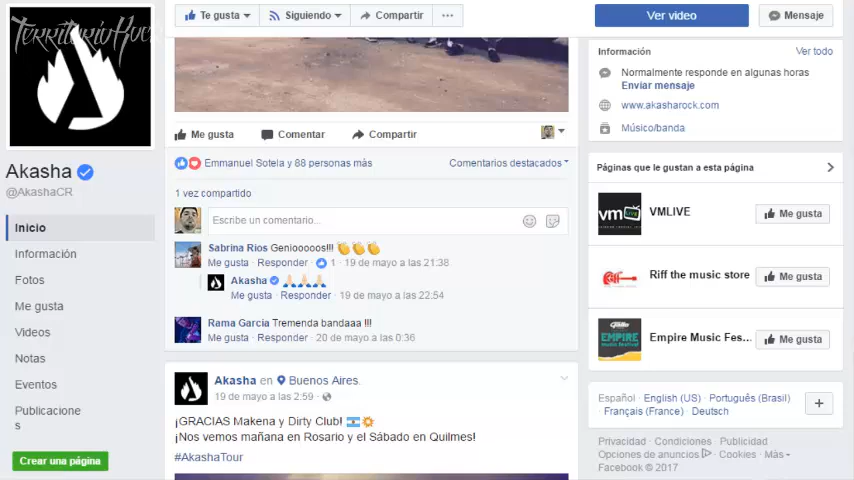 TerritorioRock
Te gusta
Siguiendo
Compartir
Ver video
Mensaje
Akasha
@AkashaCR
Inicio
Información
Fotos
Me gusta
Videos
Notas
Eventos
Publicacione
s
Crear una página
Me gusta
Comentar
Compartir
Emmanuel Sotela y 88 personas más
Comentarios destacados
1 vez compartido
Escribe un comentario...
Sabrina Rios Geniooooos!!! 👏👏👏
Me gusta · Responder · 1 · 19 de mayo a las 21:38
Akasha 🙏🙏🙏
Me gusta · Responder · 19 de mayo a las 22:54
Rama García Tremenda bandaaa !!!
Me gusta · Responder · 20 de mayo a las 0:36
Akasha en Buenos Aires.
19 de mayo a las 2:59 ·
¡GRACIAS Makena y Dirty Club! 🇦🇷💥
¡Nos vemos mañana en Rosario y el Sábado en Quilmes!
#AkashaTour
Información
Ver todo
Normalmente responde en algunas horas
Enviar mensaje
www.akasharock.com
Músico/banda
Páginas que le gustan a esta página
vm LIVE
VMLIVE
Me gusta
Riff the music store
Me gusta
EMPIRE
Empire Music Fes...
Me gusta
Español · English (US) · Português (Brasil)
· Français (France) · Deutsch
Privacidad · Condiciones · Publicidad
Opciones de anuncios · Cookies · Más
Facebook © 2017